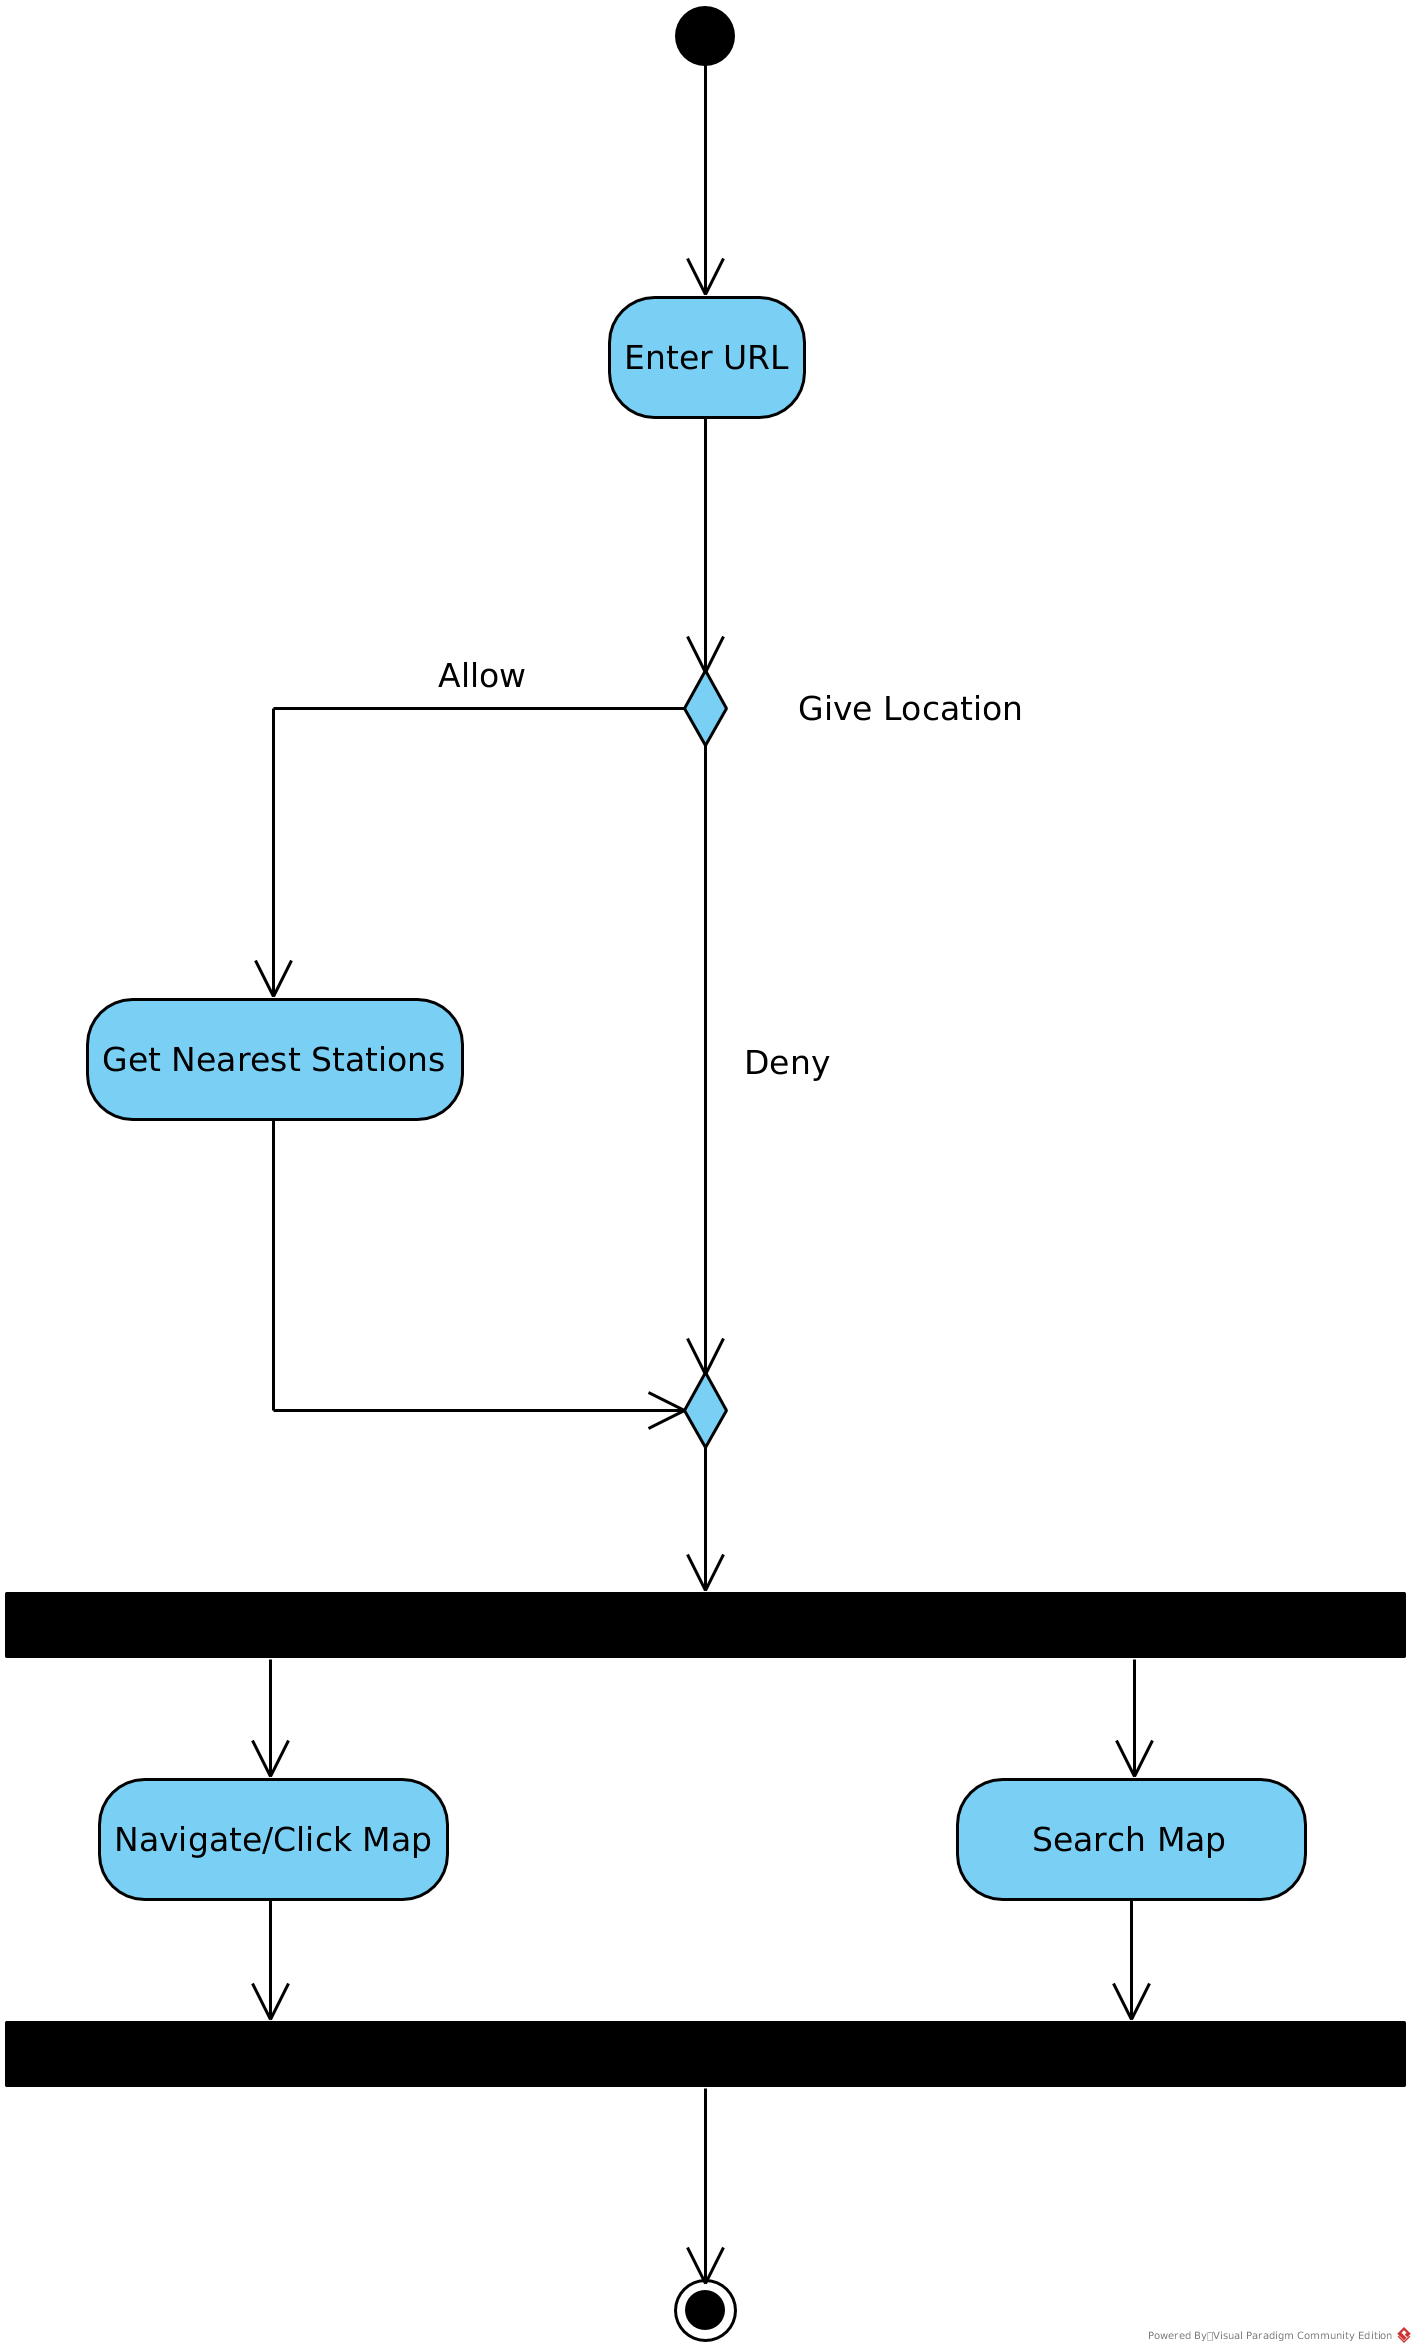 Enter URL
Allow
Give Location
Get Nearest Stations
Deny
Navigate/Click Map
Search Map
Powered By Visual Paradigm Community Edition